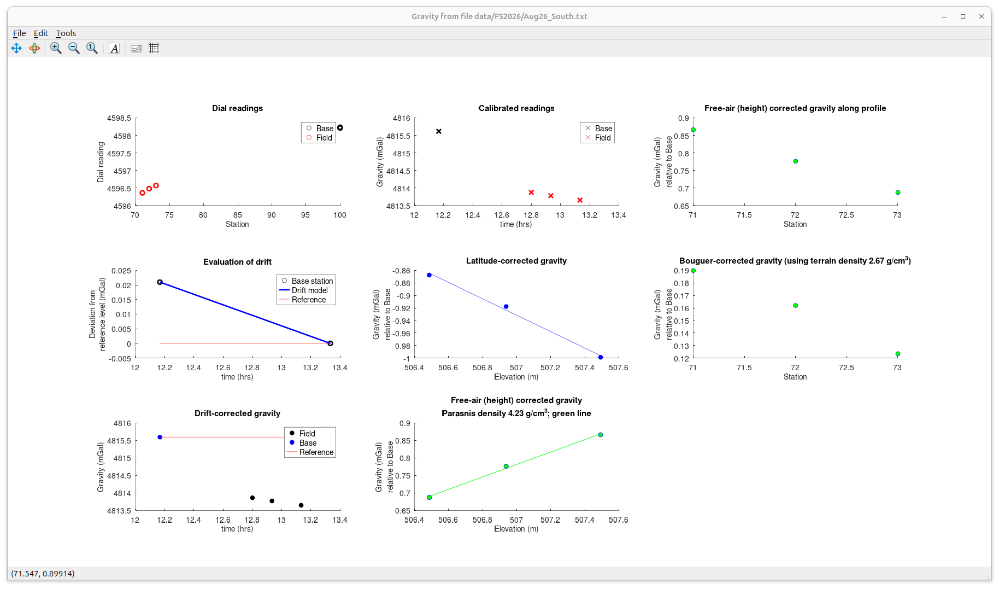 Gravity from file data/FS2026/Aug26_South.txt
File Edit Tools
A
Dial readings
4598.5
4598
4597.5
4597
4596.5
4596
Dial reading
Base
Field
70 75 80 85 90 95 100
Station
Calibrated readings
4816
4815.5
4815
4814.5
4814
4813.5
Gravity (mGal)
Base
Field
12 12.2 12.4 12.6 12.8 13 13.2 13.4
time (hrs)
Free-air (height) corrected gravity along profile
0.9
0.85
0.8
0.75
0.7
0.65
Gravity (mGal)
relative to Base
71 71.5 72 72.5 73
Station
Evaluation of drift
0.025
0.02
0.015
0.01
0.005
0
-0.005
Deviation from
reference level (mGal)
Base station
Drift model
Reference
12 12.2 12.4 12.6 12.8 13 13.2 13.4
time (hrs)
Latitude-corrected gravity
-0.86
-0.88
-0.9
-0.92
-0.94
-0.96
-0.98
-1
Gravity (mGal)
relative to Base
506.4 506.6 506.8 507 507.2 507.4 507.6
Elevation (m)
Bouguer-corrected gravity (using terrain density 2.67 g/cm³)
0.19
0.18
0.17
0.16
0.15
0.14
0.13
0.12
Gravity (mGal)
relative to Base
71 71.5 72 72.5 73
Station
Drift-corrected gravity
4816
4815.5
4815
4814.5
4814
4813.5
Gravity (mGal)
Field
Base
Reference
12 12.2 12.4 12.6 12.8 13 13.2 13.4
time (hrs)
Free-air (height) corrected gravity
Parasnis density 4.23 g/cm³; green line
0.9
0.85
0.8
0.75
0.7
0.65
Gravity (mGal)
relative to Base
506.4 506.6 506.8 507 507.2 507.4 507.6
Elevation (m)
(71.547, 0.89914)